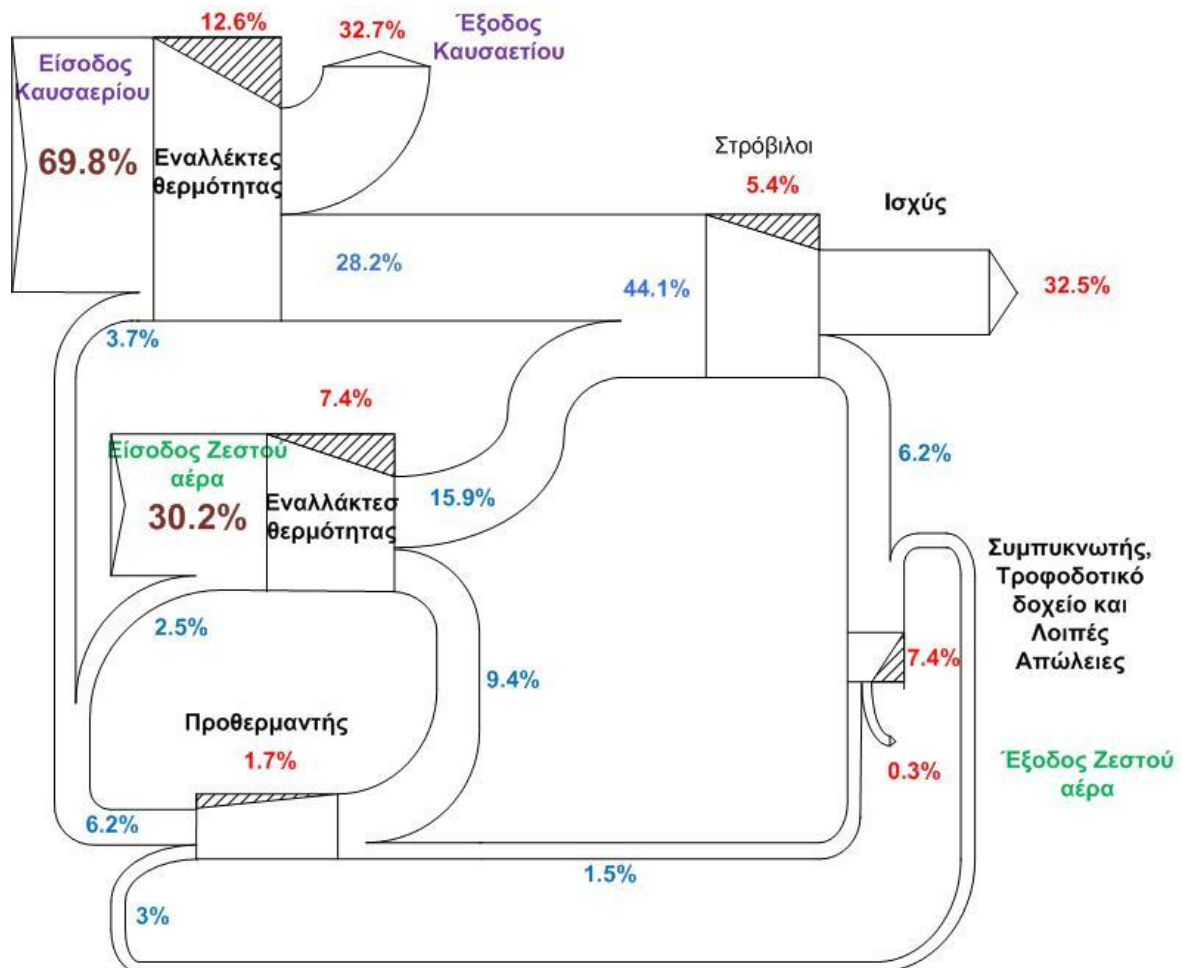 12.6%
32.7%
Έξοδος
Καυσαετίου
Είσοδος
Καυσαερίου
69.8%
Εναλλέκτες
θερμότητας
Στρόβιλοι
5.4%
Ισχύς
28.2%
44.1%
32.5%
3.7%
7.4%
Είσοδος Ζεστού
αέρα
30.2%
Εναλλάκτεσ
θερμότητας
15.9%
6.2%
Συμπυκνωτής,
Τροφοδοτικό
δοχείο και
Λοιπές
Απώλειες
2.5%
7.4%
9.4%
Προθερμαντής
1.7%
0.3%
Έξοδος Ζεστού
αέρα
6.2%
1.5%
3%